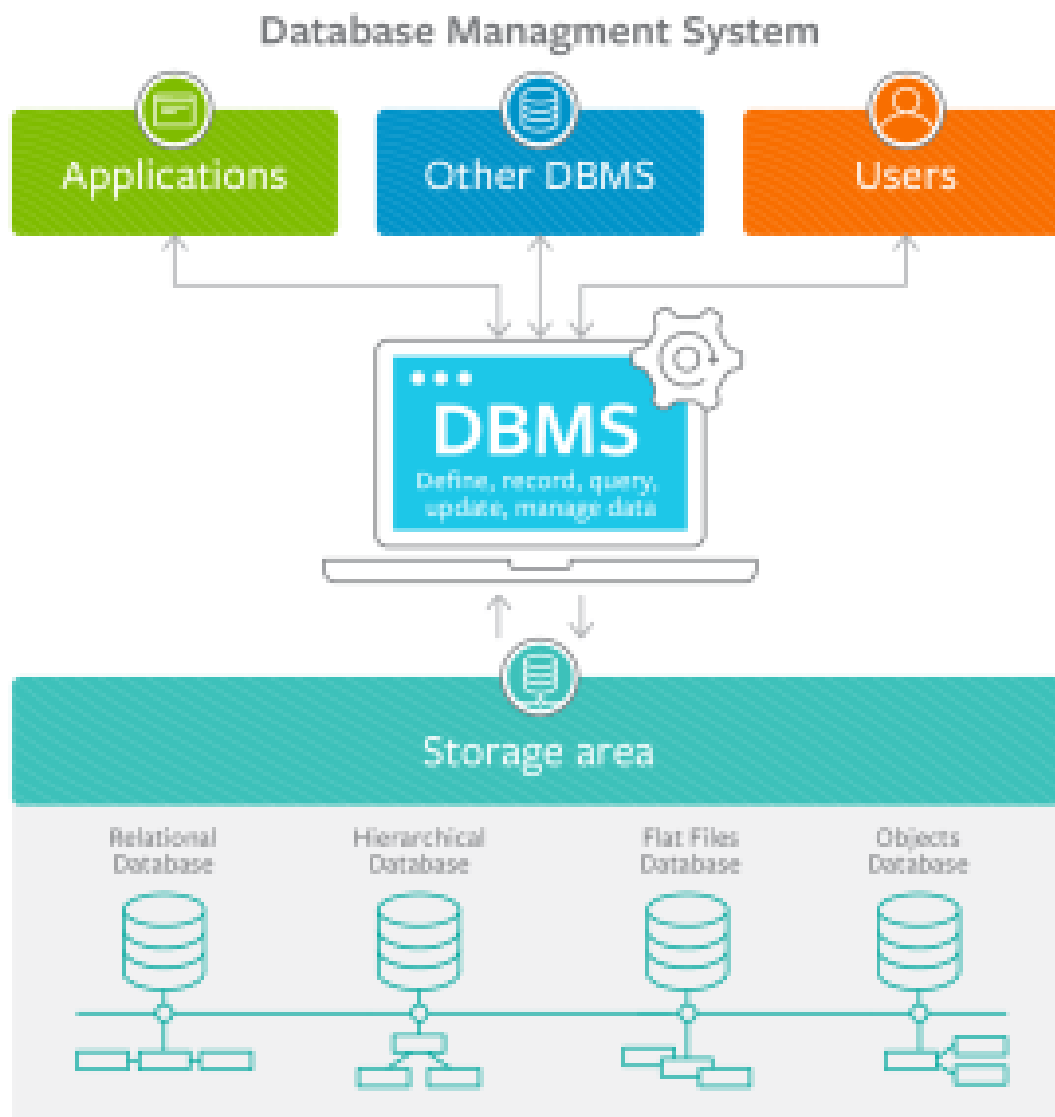 Database Managment System
Applications
Other DBMS
Users
DBMS
Define, record, query,
update, manage data
Storage area
Relational
Database
Hierarchical
Database
Flat Files
Database
Objects
Database